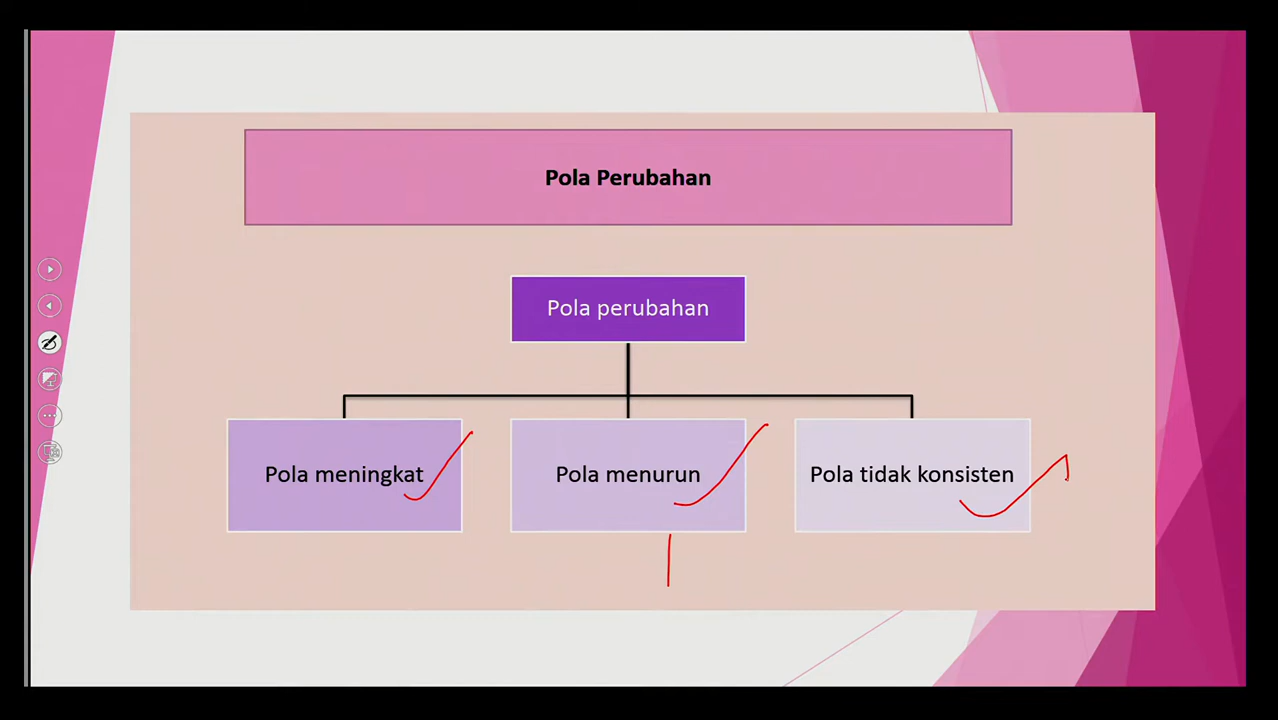 Pola Perubahan
Pola perubahan
Pola meningkat
Pola menurun
Pola tidak konsisten